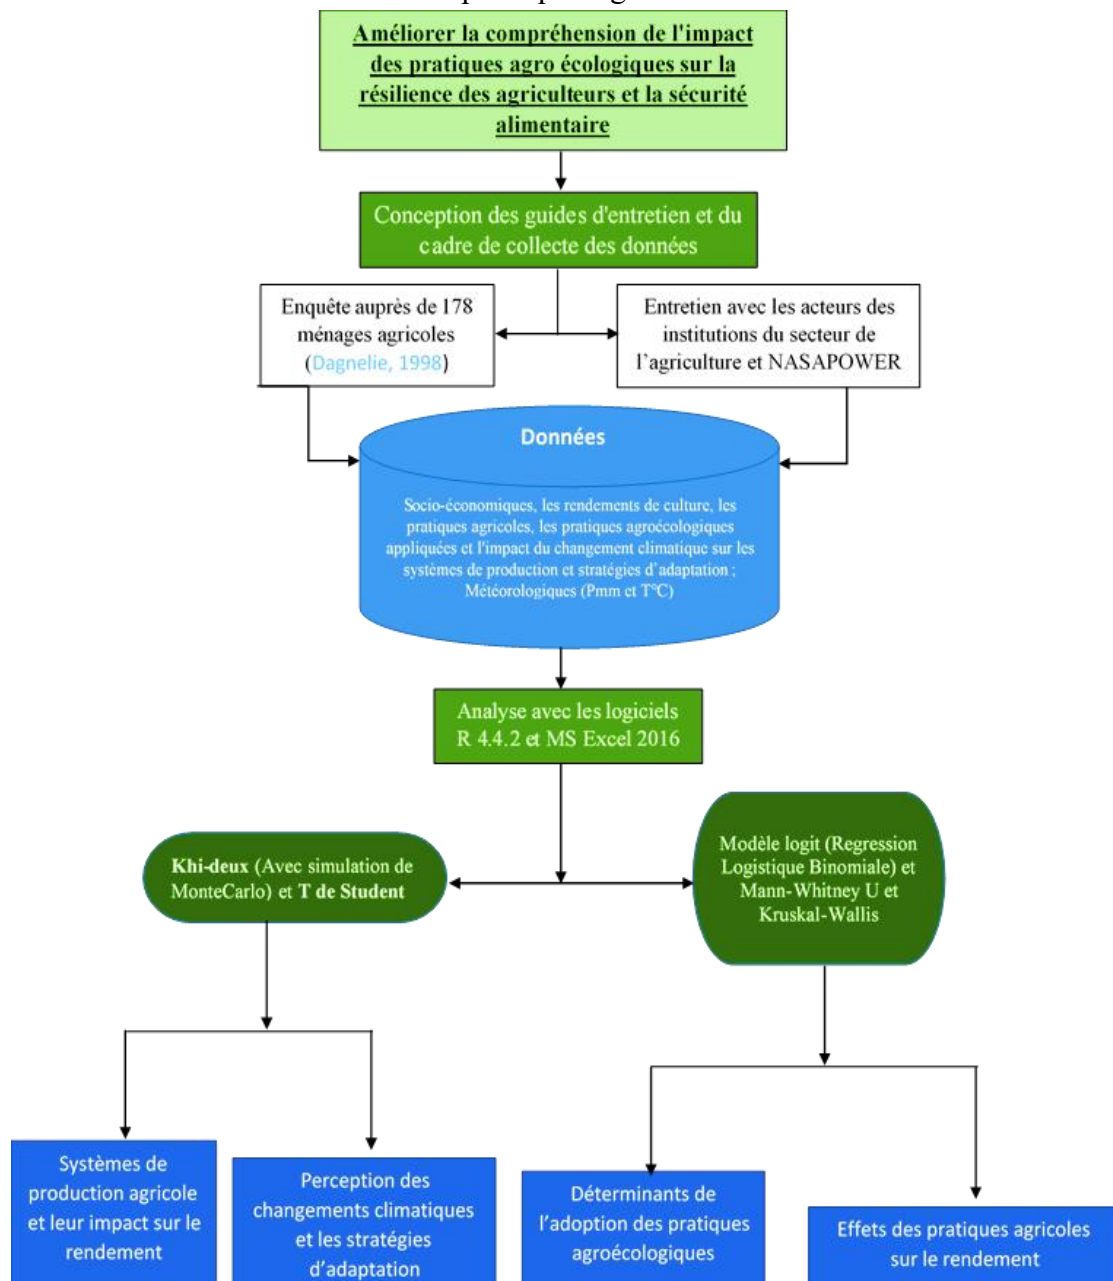 Améliorer la compréhension de l'impact
des pratiques agro écologiques sur la
résilience des agriculteurs et la sécurité
alimentaire
Conception des guides d'entretien et du
cadre de collecte des données
Enquête auprès de 178
ménages agricoles
(Dagnelie, 1998)
Entretien avec les acteurs des
institutions du secteur de
l’agriculture et NASAPOWER
Données
Socio-économiques, les rendements de culture, les
pratiques agricoles, les pratiques agroécologiques
appliquées et l'impact du changement climatique sur les
systèmes de production et stratégies d’adaptation ;
Météorologiques (Pmm et T°C)
Analyse avec les logiciels
R 4.4.2 et MS Excel 2016
Khi-deux (Avec simulation de
MonteCarlo) et T de Student
Modèle logit (Regression
Logistique Binomiale) et
Mann-Whitney U et
Kruskal-Wallis
Systèmes de
production agricole
et leur impact sur le
rendement
Perception des
changements climatiques
et les stratégies
d’adaptation
Déterminants de
l’adoption des pratiques
agroécologiques
Effets des pratiques agricoles
sur le rendement